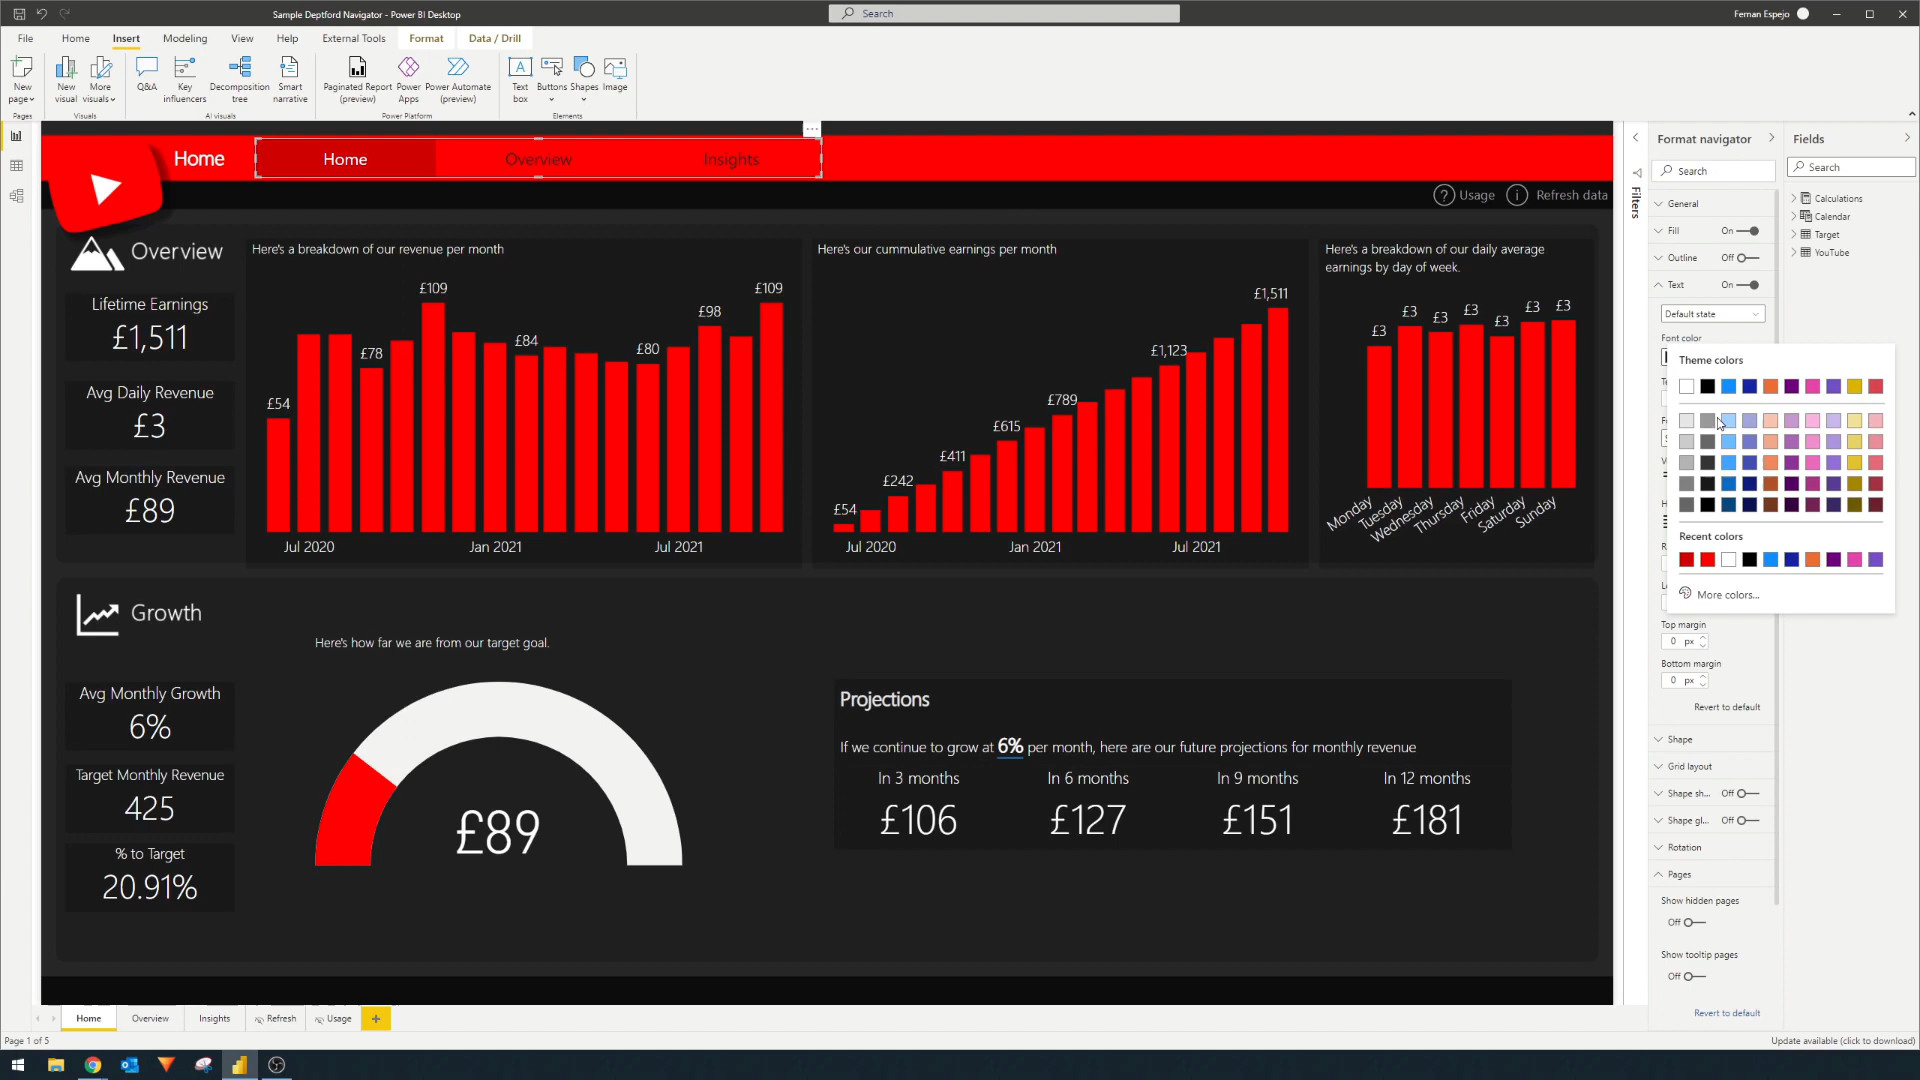 Sample Deptford Navigator - Power BI Desktop
Search
Fernan Espejo
File
Home
Insert
Modeling
View
Help
External Tools
Format
Data / Drill
New page
New visual
More visuals
Q&A
Key influencers
Decomposition tree
Smart narrative
Paginated Report (preview)
Power Apps
Power Automate (preview)
Text box
Buttons
Shapes
Image
Pages
Visuals
AI visuals
Power Platform
Elements
Home
Home
Overview
Insights
Usage
Refresh data
Overview
Lifetime Earnings
£1,511
Avg Daily Revenue
£3
Avg Monthly Revenue
£89
Here's a breakdown of our revenue per month
£54
£78
£109
£84
£80
£98
£109
Jul 2020
Jan 2021
Jul 2021
Here's our cummulative earnings per month
£54
£242
£411
£615
£789
£1,123
£1,511
Jul 2020
Jan 2021
Jul 2021
Here's a breakdown of our daily average
earnings by day of week.
£3
£3
£3
£3
£3
£3
£3
Monday
Tuesday
Wednesday
Thursday
Friday
Saturday
Sunday
Growth
Here's how far we are from our target goal.
Avg Monthly Growth
6%
Target Monthly Revenue
425
% to Target
20.91%
£89
Projections
If we continue to grow at 6% per month, here are our future projections for monthly revenue
In 3 months
In 6 months
In 9 months
In 12 months
£106
£127
£151
£181
Filters
Format navigator
Search
General
Fill
On
Outline
Off
Text
On
Default state
Font color
Theme colors
Recent colors
More colors...
Top margin
0 px
Bottom margin
0 px
Revert to default
Shape
Grid layout
Shape sh...
Off
Shape gl...
Off
Rotation
Pages
Show hidden pages
Off
Show tooltip pages
Off
Revert to default
Fields
Search
Calculations
Calendar
Target
YouTube
Home
Overview
Insights
Refresh
Usage
Page 1 of 5
Update available (click to download)